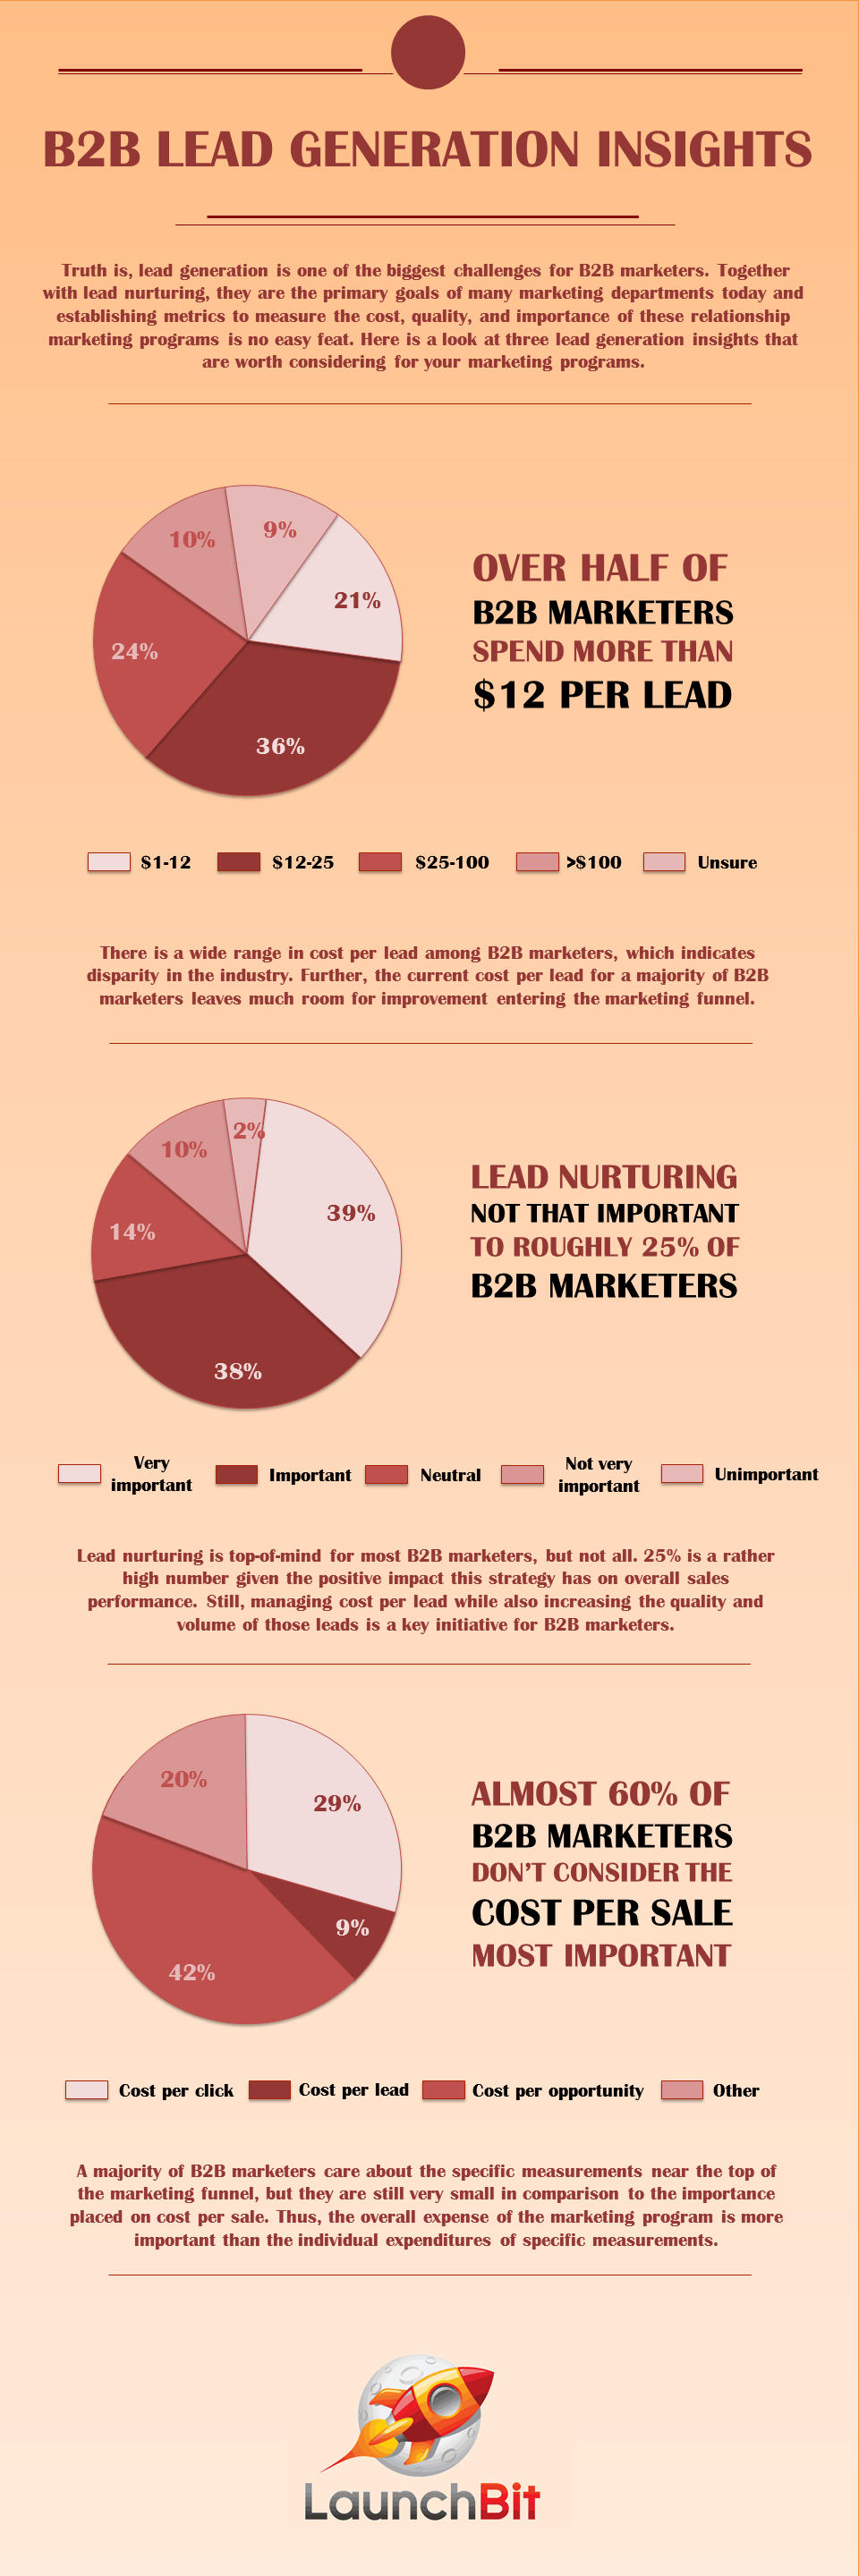 B2B LEAD GENERATION INSIGHTS
Truth is, lead generation is one of the biggest challenges for B2B marketers. Together
with lead nurturing, they are the primary goals of many marketing departments today and
establishing metrics to measure the cost, quality, and importance of these relationship
marketing programs is no easy feat. Here is a look at three lead generation insights that
are worth considering for your marketing programs.
10%
9%
21%
24%
36%
OVER HALF OF
B2B MARKETERS
SPEND MORE THAN
$12 PER LEAD
$1-12
$12-25
$25-100
>$100
Unsure
There is a wide range in cost per lead among B2B marketers, which indicates
disparity in the industry. Further, the current cost per lead for a majority of B2B
marketers leaves much room for improvement entering the marketing funnel.
2%
10%
39%
14%
38%
LEAD NURTURING
NOT THAT IMPORTANT
TO ROUGHLY 25% OF
B2B MARKETERS
Very
important
Important
Neutral
Not very
important
Unimportant
Lead nurturing is top-of-mind for most B2B marketers, but not all. 25% is a rather
high number given the positive impact this strategy has on overall sales
performance. Still, managing cost per lead while also increasing the quality and
volume of those leads is a key initiative for B2B marketers.
20%
29%
9%
42%
ALMOST 60% OF
B2B MARKETERS
DON'T CONSIDER THE
COST PER SALE
MOST IMPORTANT
Cost per click
Cost per lead
Cost per opportunity
Other
A majority of B2B marketers care about the specific measurements near the top of
the marketing funnel, but they are still very small in comparison to the importance
placed on cost per sale. Thus, the overall expense of the marketing program is more
important than the individual expenditures of specific measurements.
LaunchBit